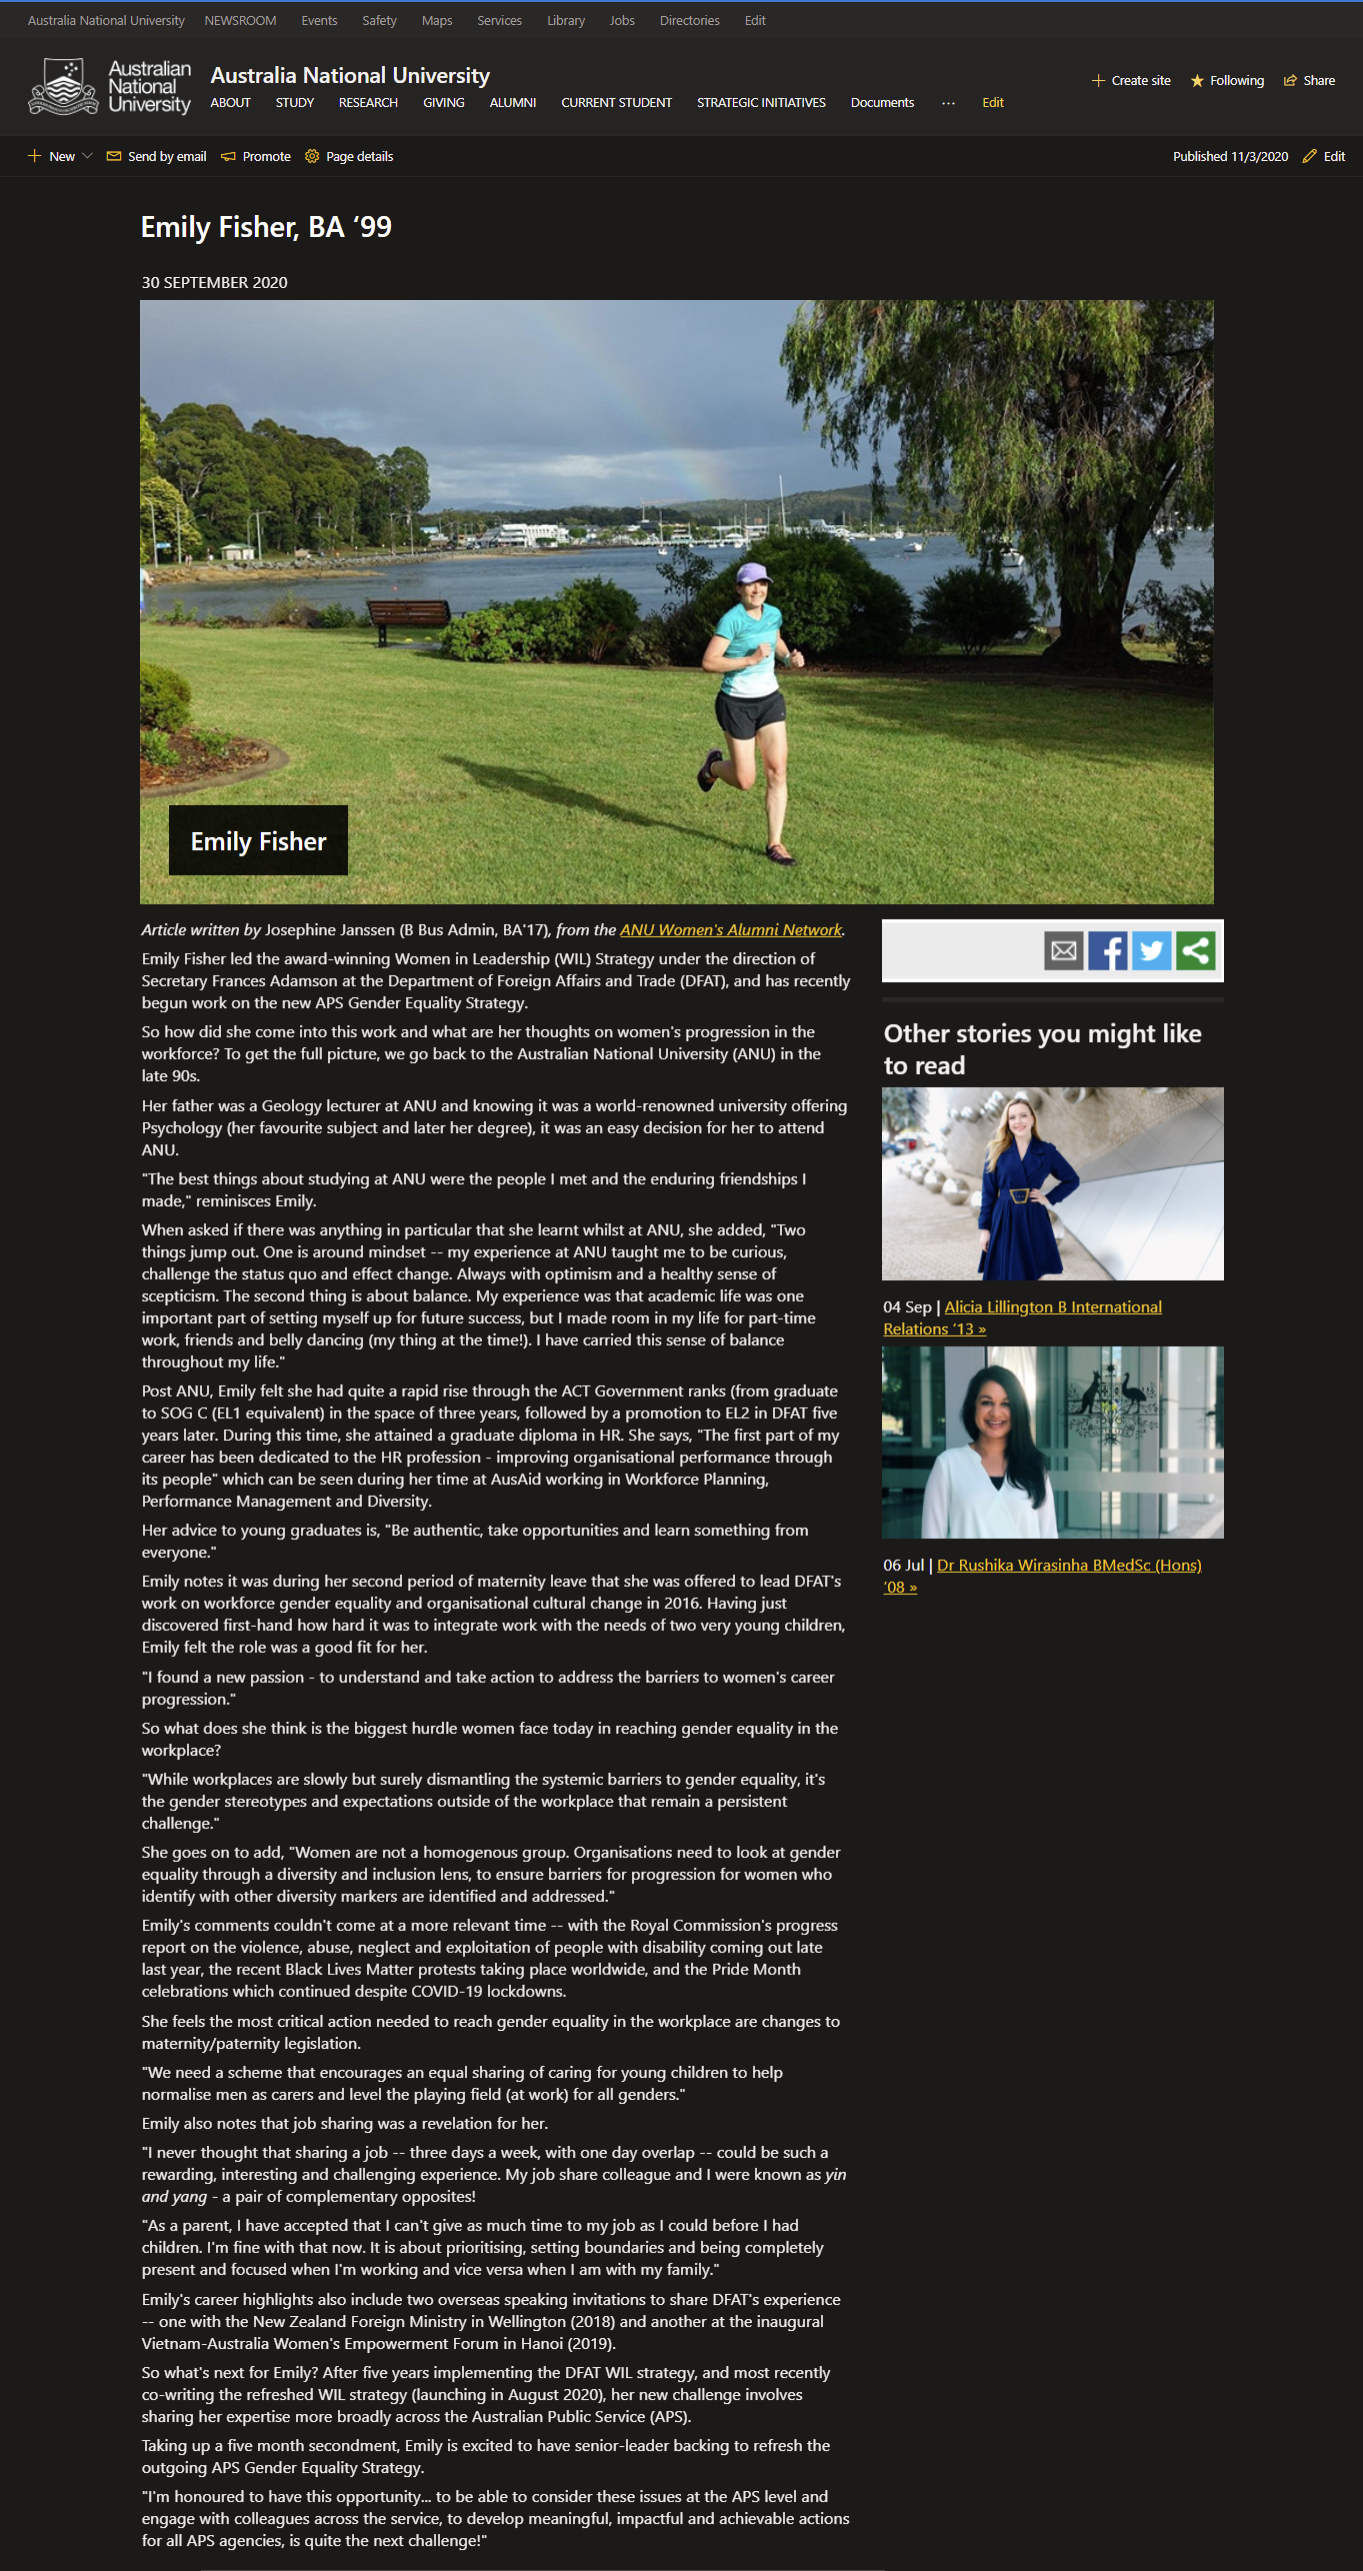 Australia National University NEWSROOM Events Safety Maps Services Library Jobs Directories Edit
Australian
National
University
Australia National University
ABOUT STUDY RESEARCH GIVING ALUMNI CURRENT STUDENT STRATEGIC INITIATIVES Documents ··· Edit
Create site Following Share
New Send by email Promote Page details Published 11/3/2020 Edit
Emily Fisher, BA ‘99
30 SEPTEMBER 2020
Emily Fisher
Article written by Josephine Janssen (B Bus Admin, BA'17), from the ANU Women's Alumni Network.
Emily Fisher led the award-winning Women in Leadership (WIL) Strategy under the direction of
Secretary Frances Adamson at the Department of Foreign Affairs and Trade (DFAT), and has recently
begun work on the new APS Gender Equality Strategy.
So how did she come into this work and what are her thoughts on women's progression in the
workforce? To get the full picture, we go back to the Australian National University (ANU) in the
late 90s.
Her father was a Geology lecturer at ANU and knowing it was a world-renowned university offering
Psychology (her favourite subject and later her degree), it was an easy decision for her to attend
ANU.
"The best things about studying at ANU were the people I met and the enduring friendships I
made," reminisces Emily.
When asked if there was anything in particular that she learnt whilst at ANU, she added, "Two
things jump out. One is around mindset -- my experience at ANU taught me to be curious,
challenge the status quo and effect change. Always with optimism and a healthy sense of
scepticism. The second thing is about balance. My experience was that academic life was one
important part of setting myself up for future success, but I made room in my life for part-time
work, friends and belly dancing (my thing at the time!). I have carried this sense of balance
throughout my life."
Post ANU, Emily felt she had quite a rapid rise through the ACT Government ranks (from graduate
to SOG C (EL1 equivalent) in the space of three years, followed by a promotion to EL2 in DFAT five
years later. During this time, she attained a graduate diploma in HR. She says, "The first part of my
career has been dedicated to the HR profession - improving organisational performance through
its people" which can be seen during her time at AusAid working in Workforce Planning,
Performance Management and Diversity.
Her advice to young graduates is, "Be authentic, take opportunities and learn something from
everyone."
Emily notes it was during her second period of maternity leave that she was offered to lead DFAT's
work on workforce gender equality and organisational cultural change in 2016. Having just
discovered first-hand how hard it was to integrate work with the needs of two very young children,
Emily felt the role was a good fit for her.
"I found a new passion - to understand and take action to address the barriers to women's career
progression."
So what does she think is the biggest hurdle women face today in reaching gender equality in the
workplace?
"While workplaces are slowly but surely dismantling the systemic barriers to gender equality, it's
the gender stereotypes and expectations outside of the workplace that remain a persistent
challenge."
She goes on to add, "Women are not a homogenous group. Organisations need to look at gender
equality through a diversity and inclusion lens, to ensure barriers for progression for women who
identify with other diversity markers are identified and addressed."
Emily's comments couldn't come at a more relevant time -- with the Royal Commission's progress
report on the violence, abuse, neglect and exploitation of people with disability coming out late
last year, the recent Black Lives Matter protests taking place worldwide, and the Pride Month
celebrations which continued despite COVID-19 lockdowns.
She feels the most critical action needed to reach gender equality in the workplace are changes to
maternity/paternity legislation.
"We need a scheme that encourages an equal sharing of caring for young children to help
normalise men as carers and level the playing field (at work) for all genders."
Emily also notes that job sharing was a revelation for her.
"I never thought that sharing a job -- three days a week, with one day overlap -- could be such a
rewarding, interesting and challenging experience. My job share colleague and I were known as yin
and yang - a pair of complementary opposites!
"As a parent, I have accepted that I can't give as much time to my job as I could before I had
children. I'm fine with that now. It is about prioritising, setting boundaries and being completely
present and focused when I'm working and vice versa when I am with my family."
Emily's career highlights also include two overseas speaking invitations to share DFAT's experience
-- one with the New Zealand Foreign Ministry in Wellington (2018) and another at the inaugural
Vietnam-Australia Women's Empowerment Forum in Hanoi (2019).
So what's next for Emily? After five years implementing the DFAT WIL strategy, and most recently
co-writing the refreshed WIL strategy (launching in August 2020), her new challenge involves
sharing her expertise more broadly across the Australian Public Service (APS).
Taking up a five month secondment, Emily is excited to have senior-leader backing to refresh the
outgoing APS Gender Equality Strategy.
"I'm honoured to have this opportunity... to be able to consider these issues at the APS level and
engage with colleagues across the service, to develop meaningful, impactful and achievable actions
for all APS agencies, is quite the next challenge!"
Other stories you might like
to read
04 Sep | Alicia Lillington B International
Relations ‘13 »
06 Jul | Dr Rushika Wirasinha BMedSc (Hons)
‘08 »